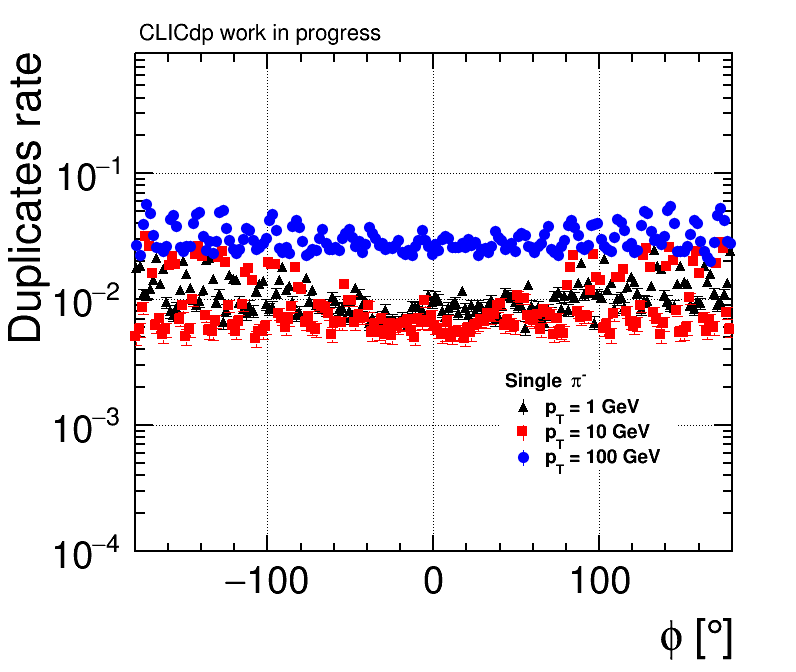 CLICdp work in progress
Duplicates rate
10⁻¹
10⁻²
10⁻³
10⁻⁴
Single π⁻
p_T = 1 GeV
p_T = 10 GeV
p_T = 100 GeV
−100 0 100
ϕ [°]